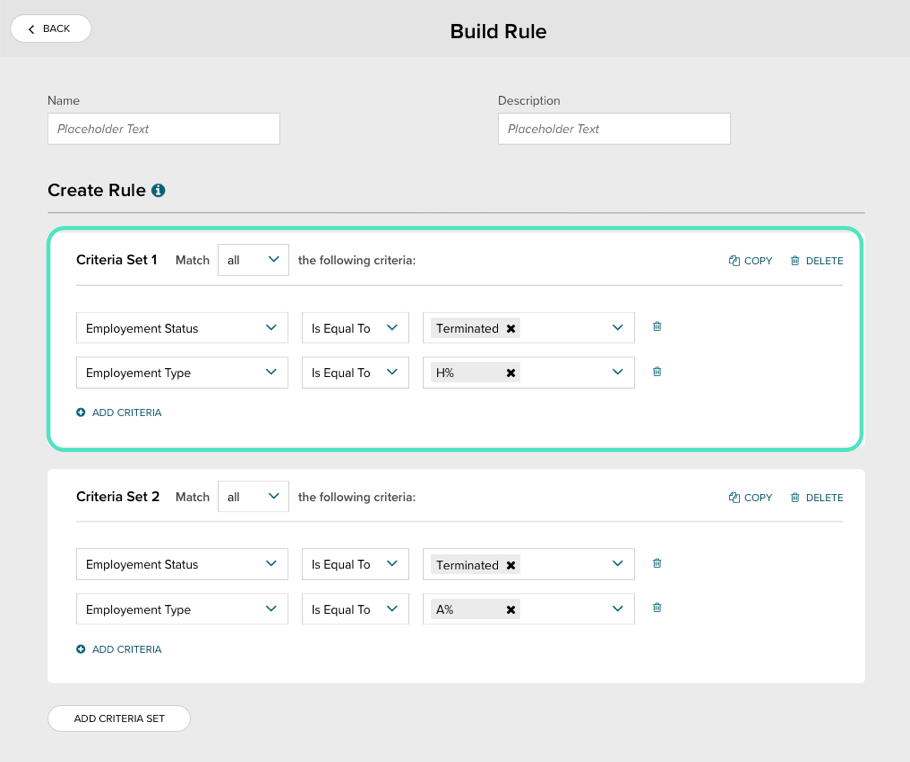 BACK
Build Rule
Name
Description
Placeholder Text
Placeholder Text
Create Rule
Criteria Set 1 Match all the following criteria: COPY DELETE
Employement Status Is Equal To Terminated
Employement Type Is Equal To H%
ADD CRITERIA
Criteria Set 2 Match all the following criteria: COPY DELETE
Employement Status Is Equal To Terminated
Employement Type Is Equal To A%
ADD CRITERIA
ADD CRITERIA SET